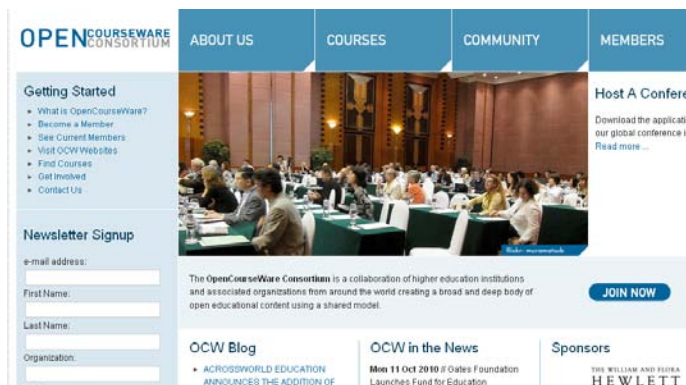 OPENCOURSEWARE
CONSORTIUM
ABOUT US
COURSES
COMMUNITY
MEMBERS
Getting Started
What is OpenCourseWare?
Become a Member
See Current Members
Visit OCW Websites
Find Courses
Get Involved
Contact Us
Newsletter Signup
e-mail address:
First Name:
Last Name:
Organization:
Host A Confere
Download the applicati
our global conference i
Read more ...
The OpenCourseWare Consortium is a collaboration of higher education institutions
and associated organizations from around the world creating a broad and deep body of
open educational content using a shared model.
JOIN NOW
OCW Blog
ACROSSWORLD EDUCATION
ANNOUNCES THE ADDITION OF
OCW in the News
Mon 11 Oct 2010 // Gates Foundation
Launches Fund for Education
Sponsors
THE WILLIAM AND FLORA
HEWLETT